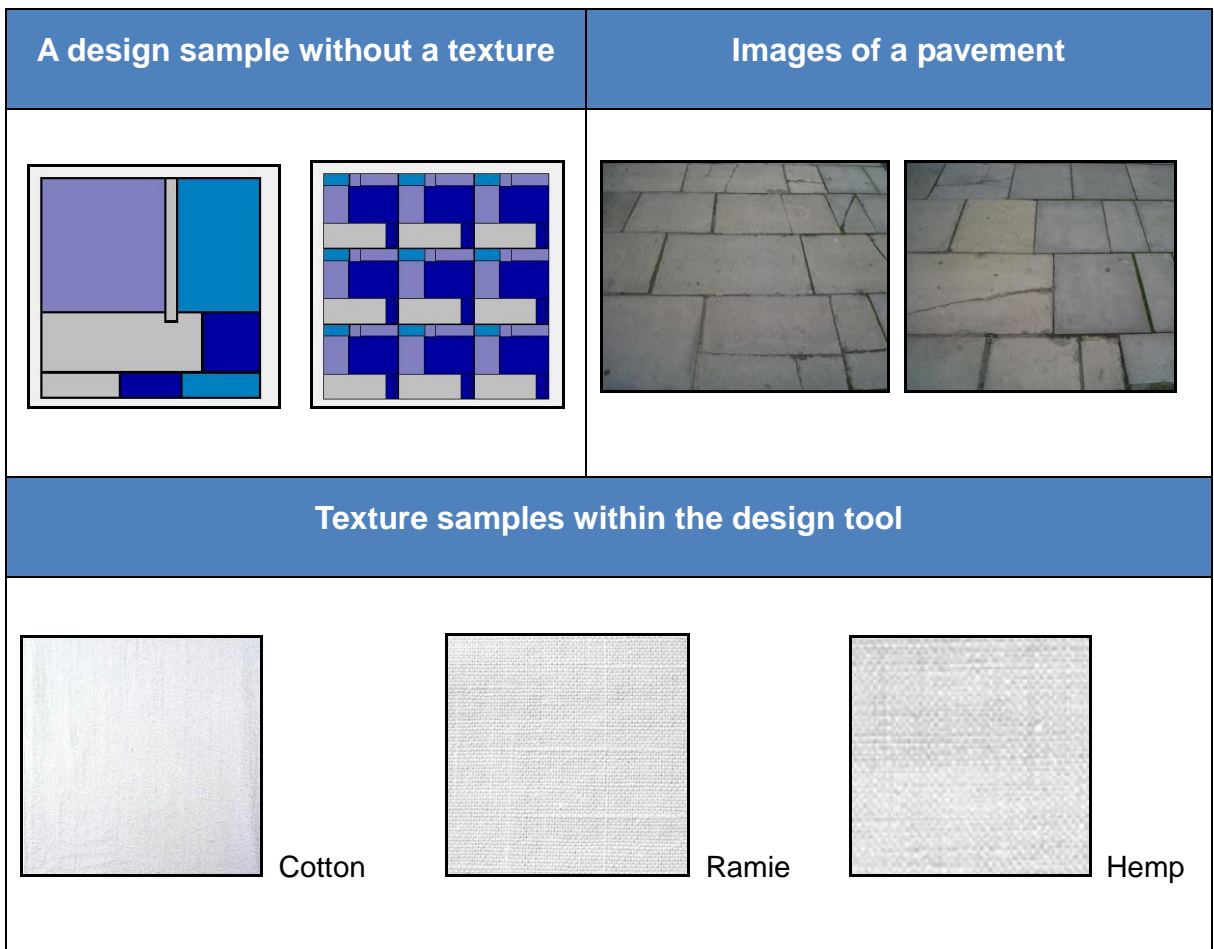 A design sample without a texture
Images of a pavement
Texture samples within the design tool
Cotton
Ramie
Hemp